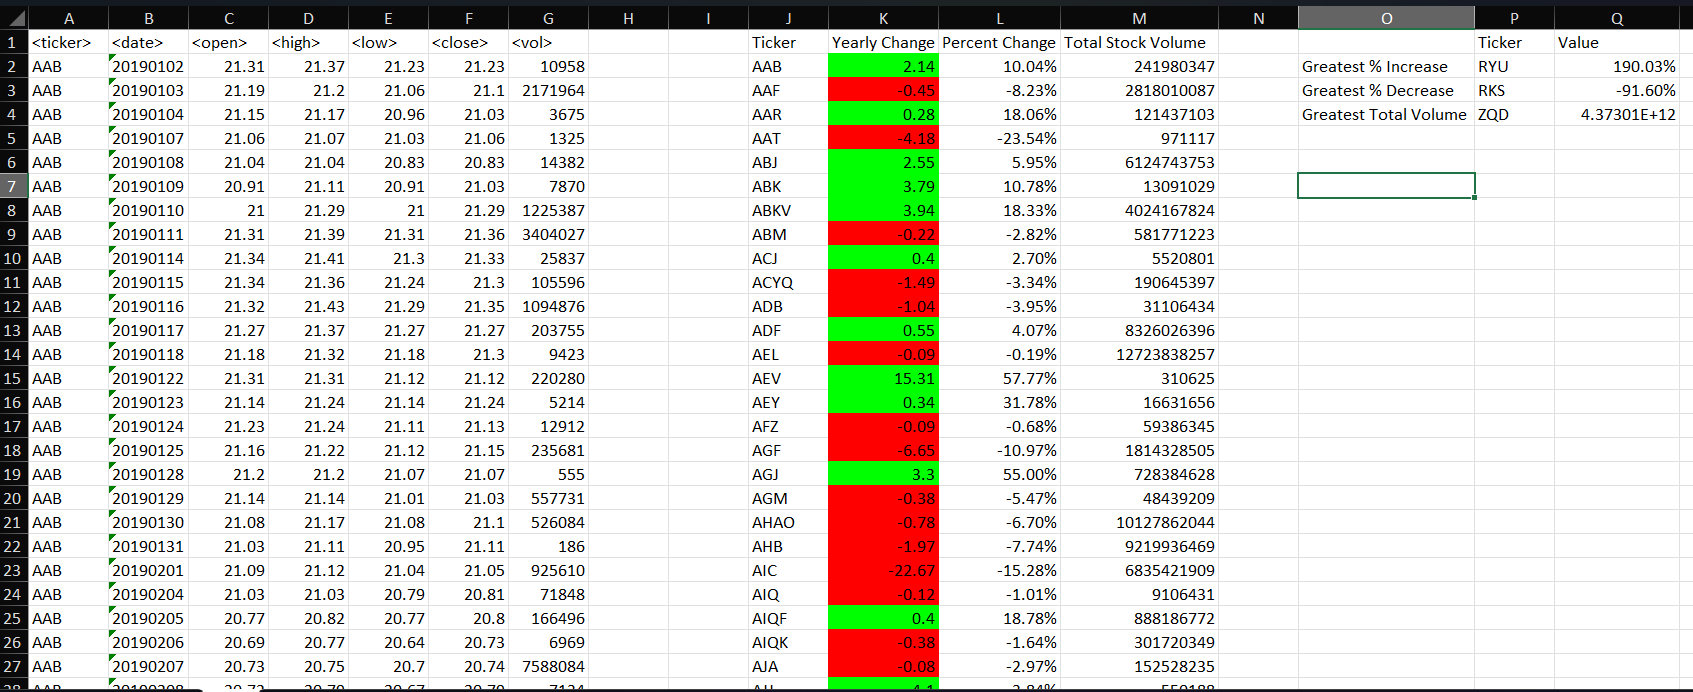 A B C D E F G H I J K L M N O P Q
1 <ticker> <date> <open> <high> <low> <close> <vol> Ticker Yearly Change Percent Change Total Stock Volume Ticker Value
2 AAB 20190102 21.31 21.37 21.23 21.23 10958 AAB 2.14 10.04% 241980347 Greatest % Increase RYU 190.03%
3 AAB 20190103 21.19 21.2 21.06 21.1 2171964 AAF -0.45 -8.23% 2818010087 Greatest % Decrease RKS -91.60%
4 AAB 20190104 21.15 21.17 20.96 21.03 3675 AAR 0.28 18.06% 121437103 Greatest Total Volume ZQD 4.37301E+12
5 AAB 20190107 21.06 21.07 21.03 21.06 1325 AAT -4.18 -23.54% 971117
6 AAB 20190108 21.04 21.04 20.83 20.83 14382 ABJ 2.55 5.95% 6124743753
7 AAB 20190109 20.91 21.11 20.91 21.03 7870 ABK 3.79 10.78% 13091029
8 AAB 20190110 21 21.29 21 21.29 1225387 ABKV 3.94 18.33% 4024167824
9 AAB 20190111 21.31 21.39 21.31 21.36 3404027 ABM -0.22 -2.82% 581771223
10 AAB 20190114 21.34 21.41 21.3 21.33 25837 ACJ 0.4 2.70% 5520801
11 AAB 20190115 21.34 21.36 21.24 21.3 105596 ACYQ -1.49 -3.34% 190645397
12 AAB 20190116 21.32 21.43 21.29 21.35 1094876 ADB -1.04 -3.95% 31106434
13 AAB 20190117 21.27 21.37 21.27 21.27 203755 ADF 0.55 4.07% 8326026396
14 AAB 20190118 21.18 21.32 21.18 21.3 9423 AEL -0.09 -0.19% 12723838257
15 AAB 20190122 21.31 21.31 21.12 21.12 220280 AEV 15.31 57.77% 310625
16 AAB 20190123 21.14 21.24 21.14 21.24 5214 AEY 0.34 31.78% 16631656
17 AAB 20190124 21.23 21.24 21.11 21.13 12912 AFZ -0.09 -0.68% 59386345
18 AAB 20190125 21.16 21.22 21.12 21.15 235681 AGF -6.65 -10.97% 1814328505
19 AAB 20190128 21.2 21.2 21.07 21.07 555 AGJ 3.3 55.00% 728384628
20 AAB 20190129 21.14 21.14 21.01 21.03 557731 AGM -0.38 -5.47% 48439209
21 AAB 20190130 21.08 21.17 21.08 21.1 526084 AHAO -0.78 -6.70% 10127862044
22 AAB 20190131 21.03 21.11 20.95 21.11 186 AHB -1.97 -7.74% 9219936469
23 AAB 20190201 21.09 21.12 21.04 21.05 925610 AIC -22.67 -15.28% 6835421909
24 AAB 20190204 21.03 21.03 20.79 20.81 71848 AIQ -0.12 -1.01% 9106431
25 AAB 20190205 20.77 20.82 20.77 20.8 166496 AIQF 0.4 18.78% 888186772
26 AAB 20190206 20.69 20.77 20.64 20.73 6969 AIQK -0.38 -1.64% 301720349
27 AAB 20190207 20.73 20.75 20.7 20.74 7588084 AJA -0.08 -2.97% 152528235